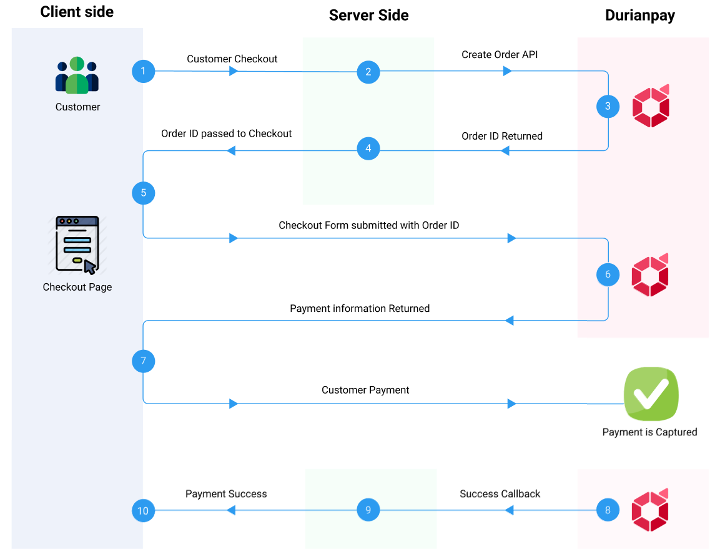 Client side
Server Side
Durianpay
Customer Checkout
Create Order API
1
2
3
Customer
Order ID passed to Checkout
Order ID Returned
4
5
Checkout Form submitted with Order ID
6
Checkout Page
Payment information Returned
7
Customer Payment
Payment is Captured
Payment Success
Success Callback
10
9
8